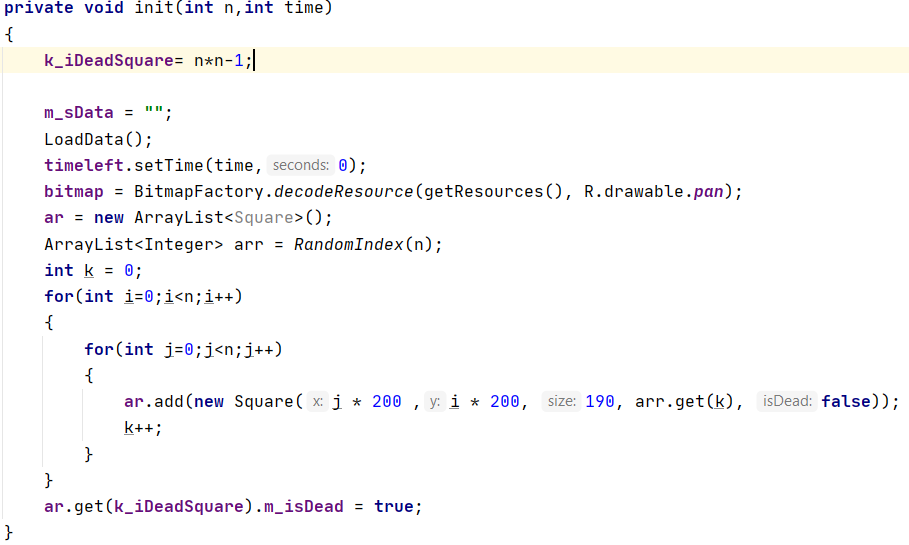 private void init(int n,int time)
{
k_iDeadSquare= n*n-1;
m_sData = "";
LoadData();
timeleft.setTime(time, seconds: 0);
bitmap = BitmapFactory.decodeResource(getResources(), R.drawable.pan);
ar = new ArrayList<Square>();
ArrayList<Integer> arr = RandomIndex(n);
int k = 0;
for(int i=0;i<n;i++)
{
for(int j=0;j<n;j++)
{
ar.add(new Square( x: j * 200 , y: i * 200, size: 190, arr.get(k), isDead: false));
k++;
}
}
ar.get(k_iDeadSquare).m_isDead = true;
}